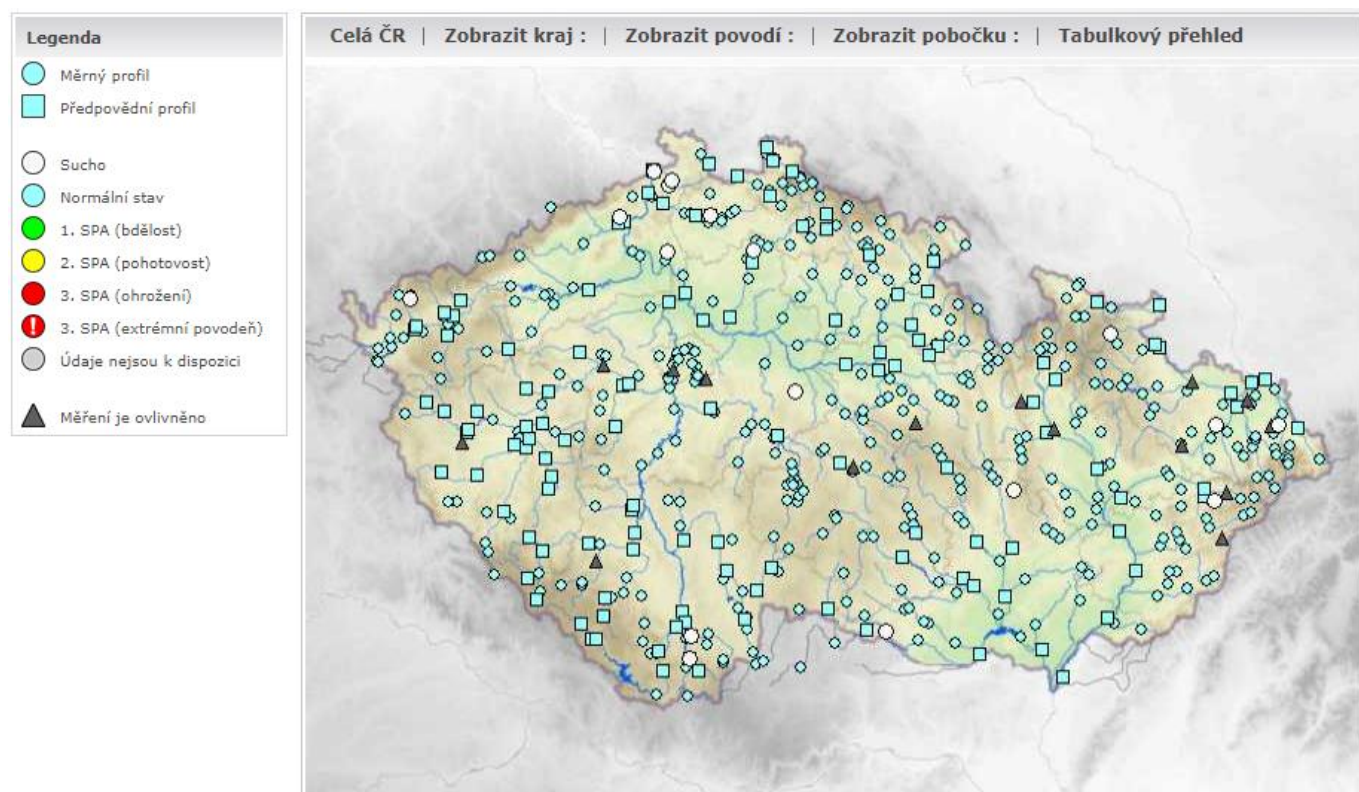 Legenda
Měrný profil
Předpovědní profil
Sucho
Normální stav
1. SPA (bdělost)
2. SPA (pohotovost)
3. SPA (ohrožení)
3. SPA (extrémní povodeň)
Údaje nejsou k dispozici
Měření je ovlivněno
Celá ČR | Zobrazit kraj : | Zobrazit povodí : | Zobrazit pobočku : | Tabulkový přehled